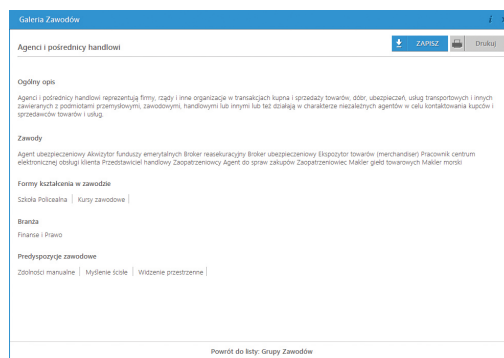 Galeria Zawodów
i
Agenci i pośrednicy handlowi
ZAPISZ
Drukuj
Ogólny opis
Agenci i pośrednicy handlowi reprezentują firmy, rządy i inne organizacje w transakcjach kupna i sprzedaży towarów, dóbr, ubezpieczeń, usług transportowych i innych
zawieranych z podmiotami przemysłowymi, zawodowymi, handlowymi lub innymi lub też działają w charakterze niezależnych agentów w celu kontaktowania kupców i
sprzedawców towarów i usług.
Zawody
Agent ubezpieczeniowy Akwizytor funduszy emerytalnych Broker reasekuracyjny Broker ubezpieczeniowy Ekspozytor towarów (merchandiser) Pracownik centrum
elektronicznej obsługi klienta Przedstawiciel handlowy Zaopatrzeniowcy Agent do spraw zakupów Zaopatrzeniowiec Makler giełd towarowych Makler morski
Formy kształcenia w zawodzie
Szkoła Policealna | Kursy zawodowe |
Branża
Finanse i Prawo
Predyspozycje zawodowe
Zdolności manualne | Myślenie ścisłe | Widzenie przestrzenne |
Powrót do listy: Grupy Zawodów